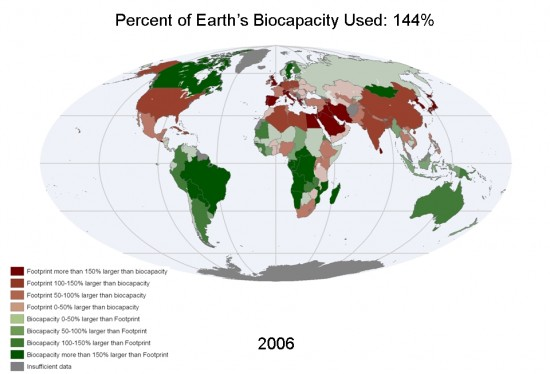 Percent of Earth's Biocapacity Used: 144%
Footprint more than 150% larger than biocapacity
Footprint 100-150% larger than biocapacity
Footprint 50-100% larger than biocapacity
Footprint 0-50% larger than biocapacity
Biocapacity 0-50% larger than Footprint
Biocapacity 50-100% larger than Footprint
Biocapacity 100-150% larger than Footprint
Biocapacity more than 150% larger than Footprint
Insufficient data
2006